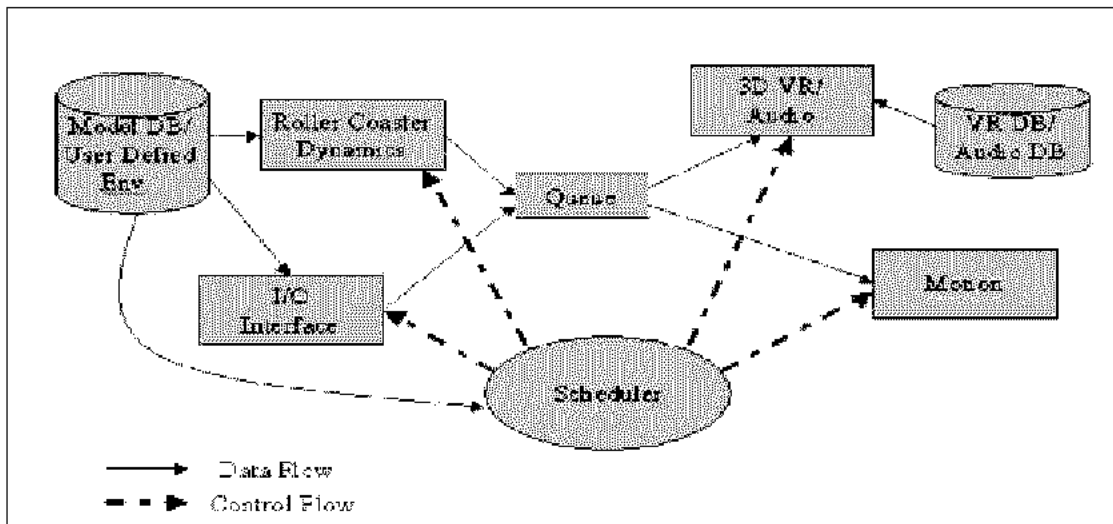 Model DB/
User Defined
Env
Roller Coaster
Dynamics
3D VR/
Audio
VR DB/
Audio DB
Queue
I/O
Interface
Motion
Scheduler
Data Flow
Control Flow